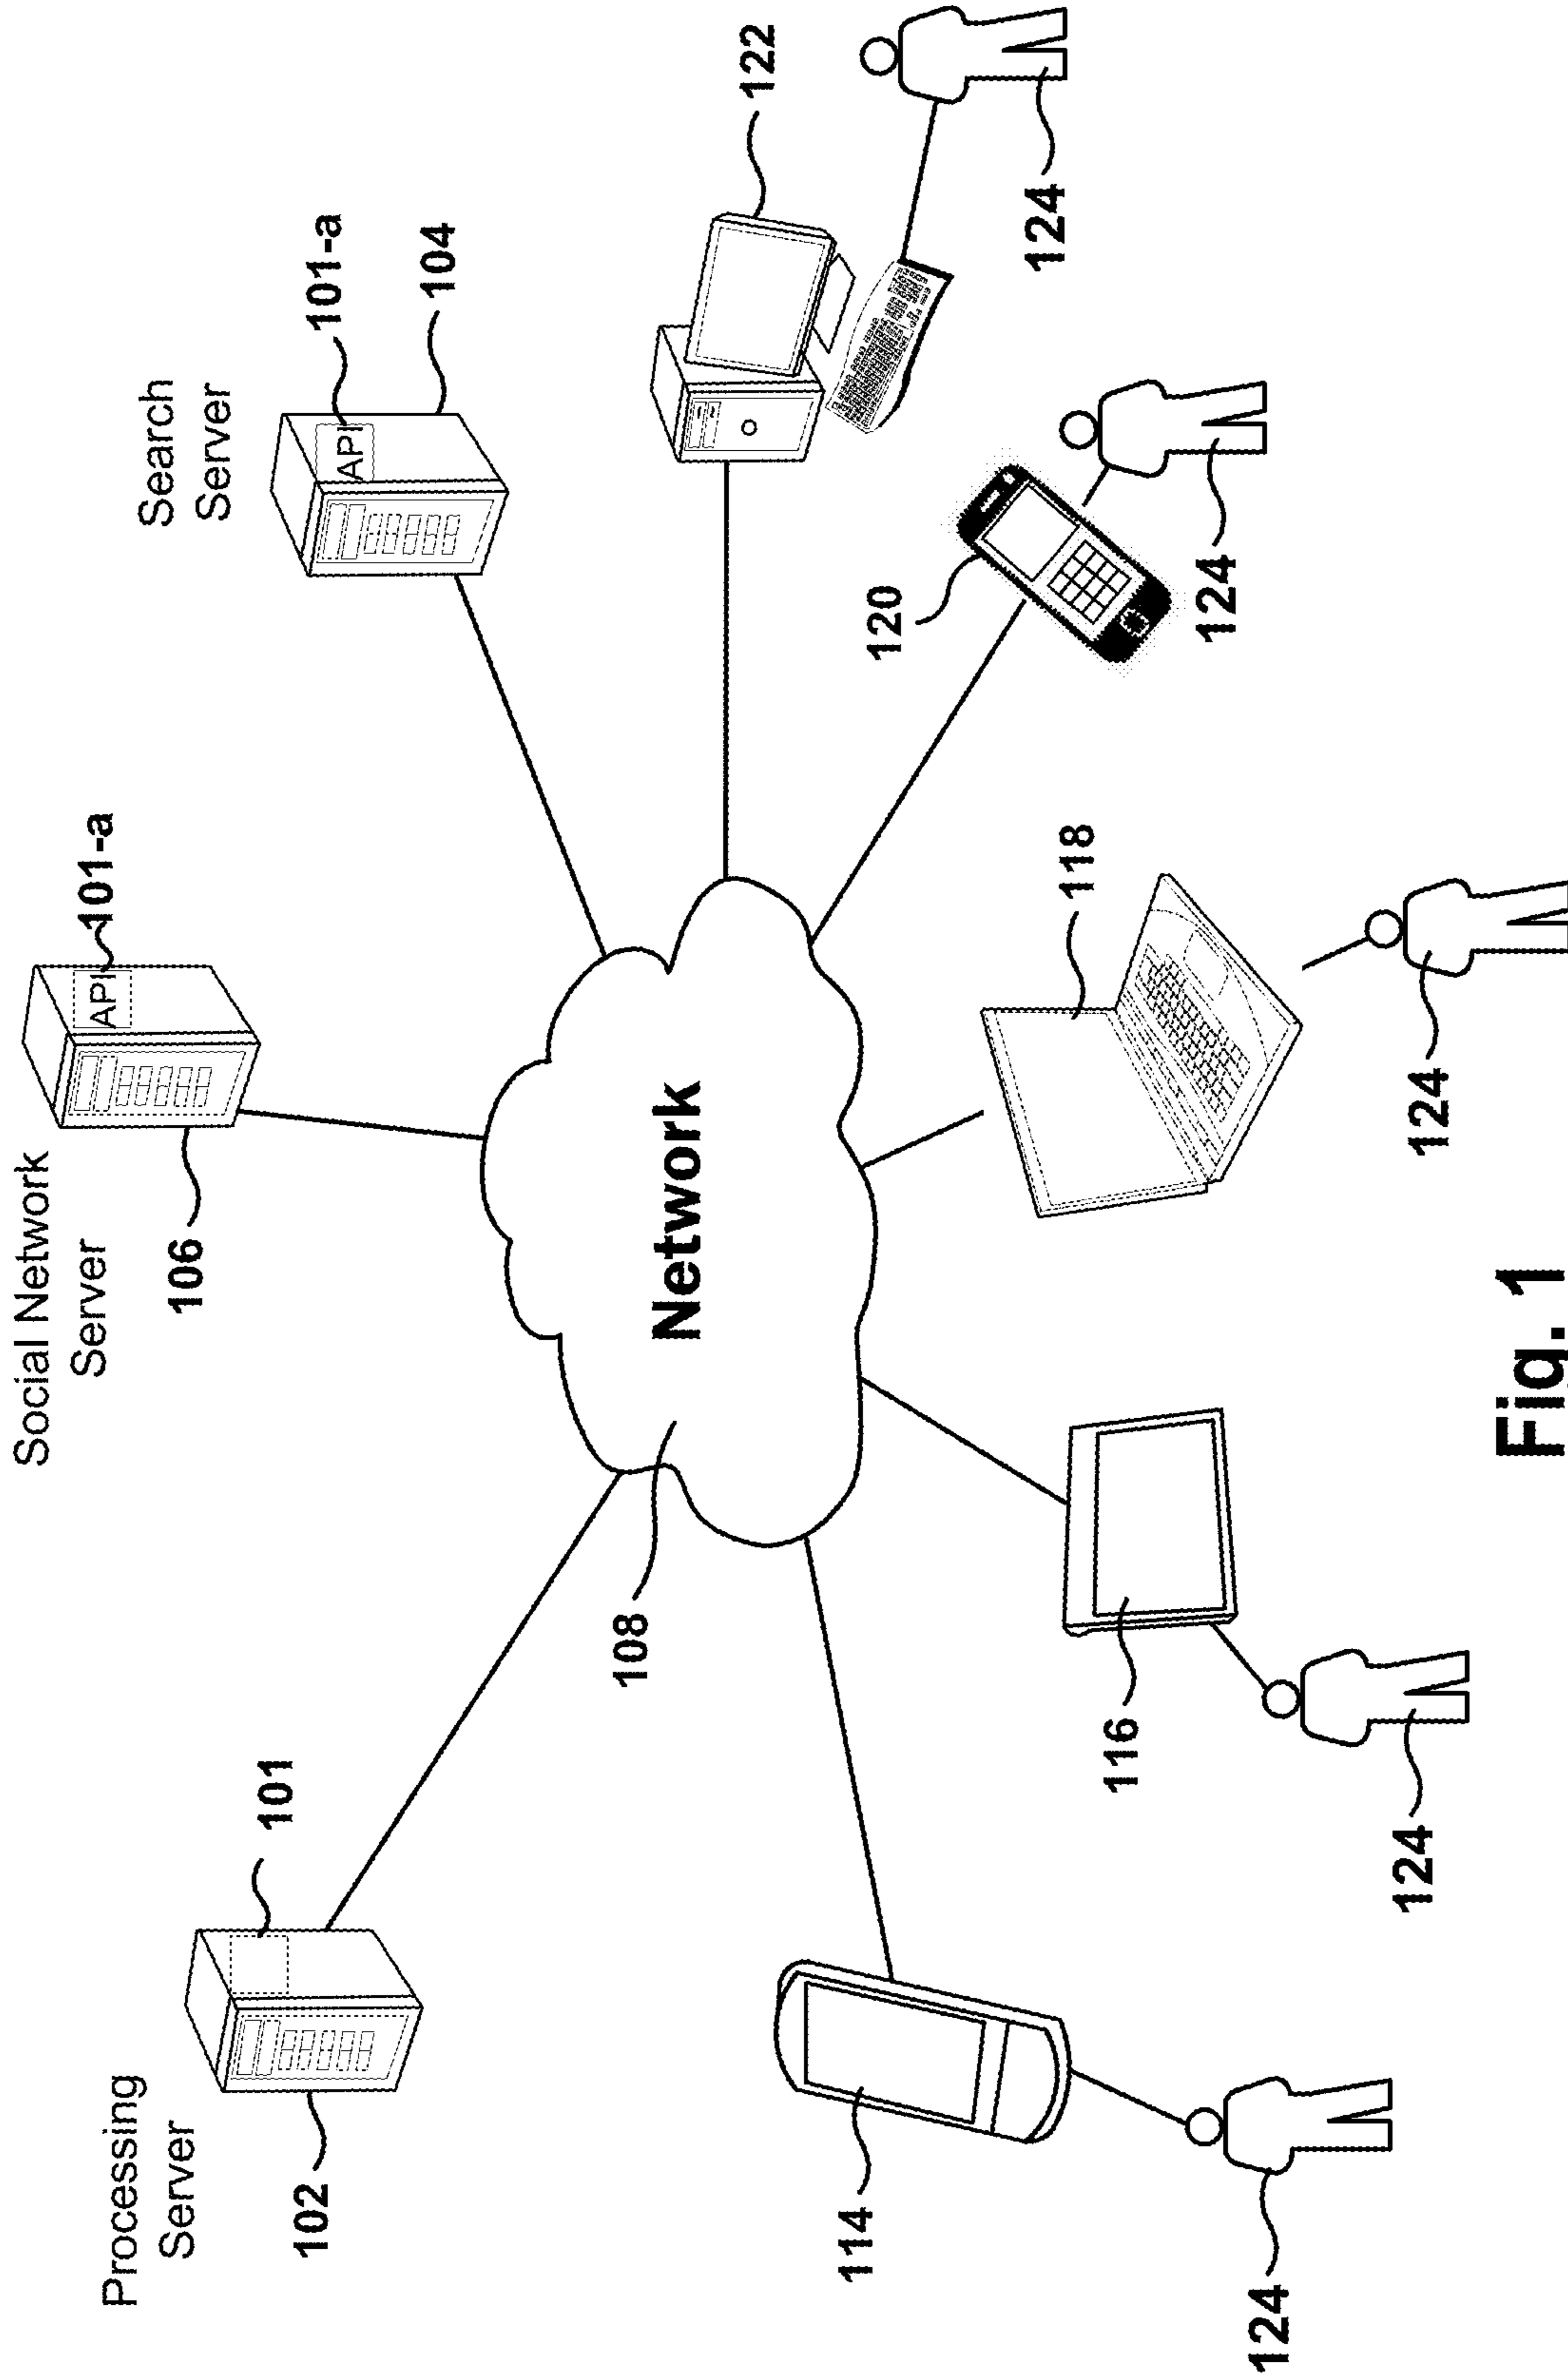 Processing
Server
102
101
Social Network
Server
106
API
101-a
Search
Server
API
101-a
104
108
Network
114
116
118
120
122
124
124
124
124
124
Fig. 1